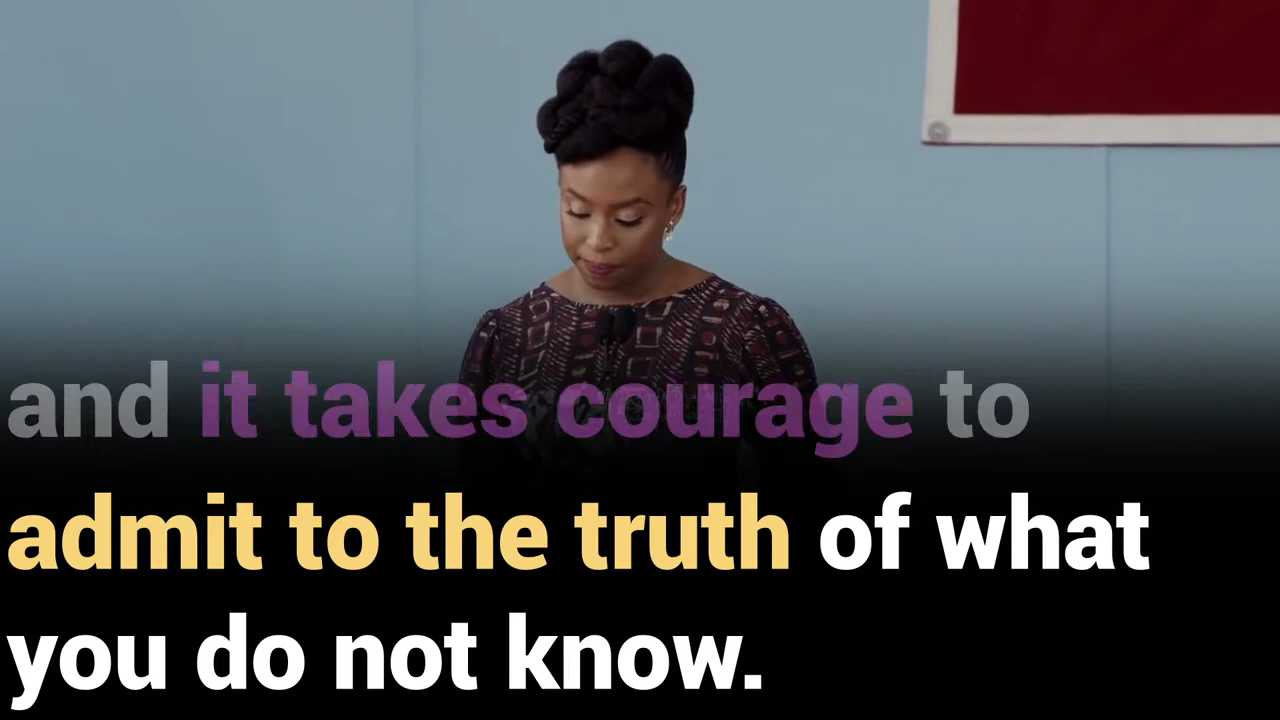 and it takes courage to
admit to the truth of what
you do not know.